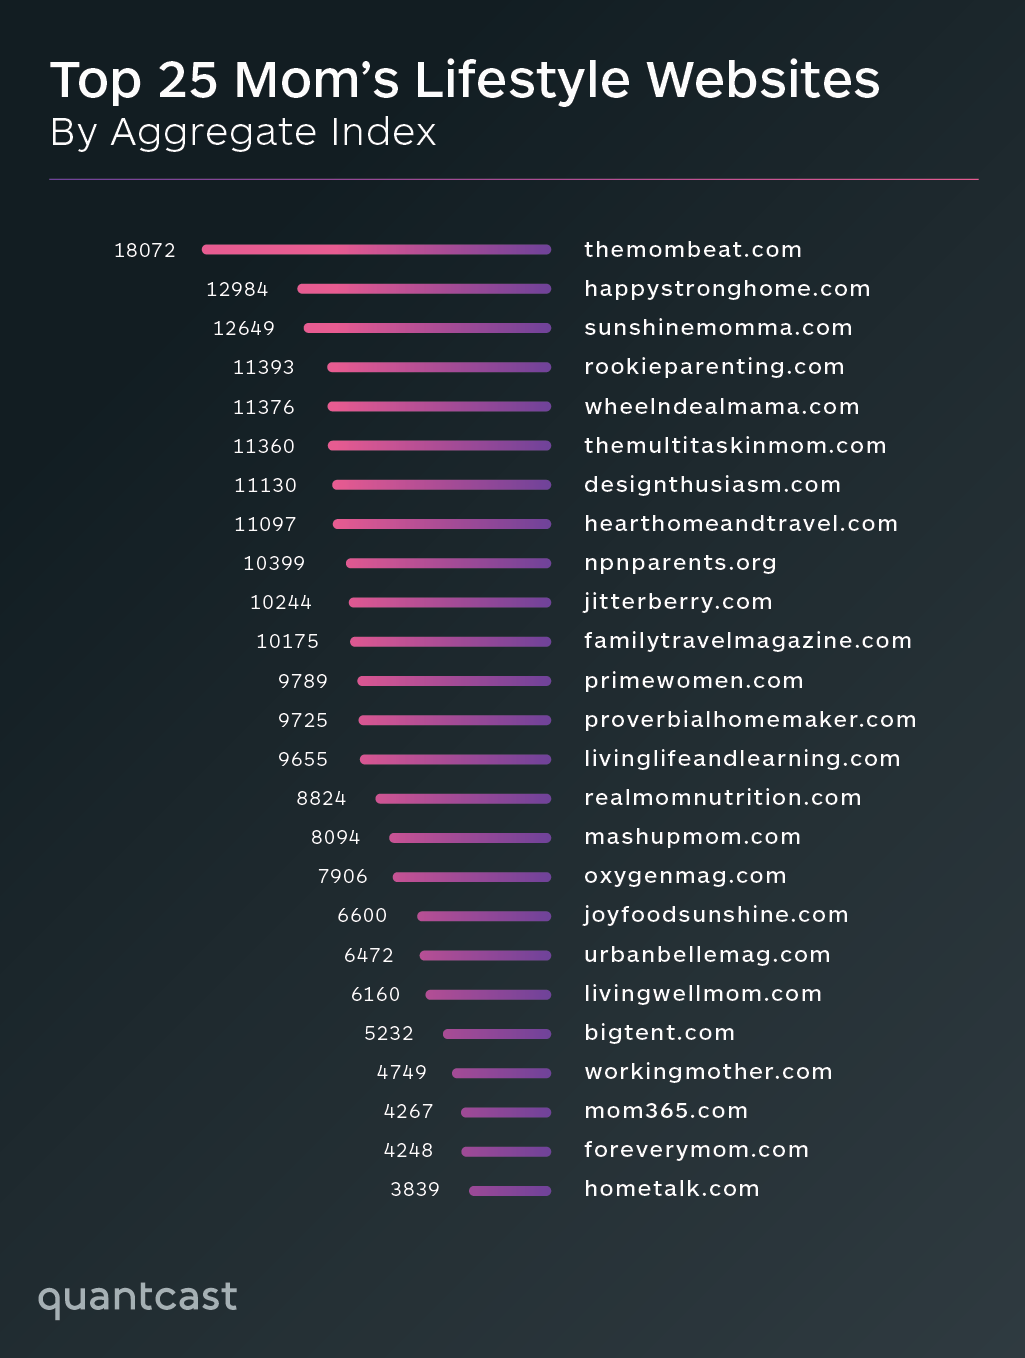 Top 25 Mom’s Lifestyle Websites
By Aggregate Index
18072 themombeat.com
12984 happystronghome.com
12649 sunshinemomma.com
11393 rookieparenting.com
11376 wheelndealmama.com
11360 themultitaskinmom.com
11130 designthusiasm.com
11097 hearthomeandtravel.com
10399 npnparents.org
10244 jitterberry.com
10175 familytravelmagazine.com
9789 primewomen.com
9725 proverbialhomemaker.com
9655 livinglifeandlearning.com
8824 realmomnutrition.com
8094 mashupmom.com
7906 oxygenmag.com
6600 joyfoodsunshine.com
6472 urbanbellemag.com
6160 livingwellmom.com
5232 bigtent.com
4749 workingmother.com
4267 mom365.com
4248 foreverymom.com
3839 hometalk.com
quantcast